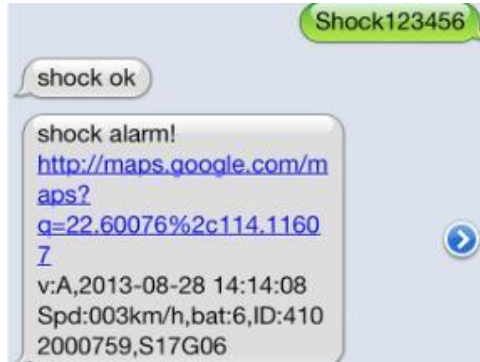 Shock123456
shock ok
shock alarm!
http://maps.google.com/m
aps?
q=22.60076%2c114.1160
7
v:A,2013-08-28 14:14:08
Spd:003km/h,bat:6,ID:410
2000759,S17G06